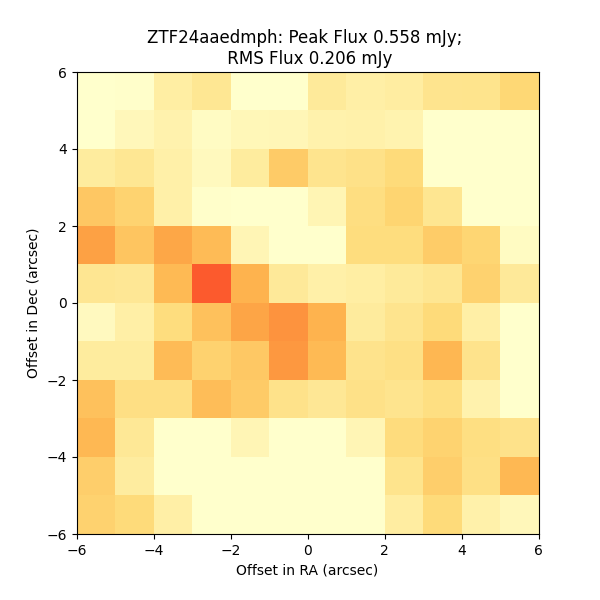 ZTF24aaedmph: Peak Flux 0.558 mJy;
RMS Flux 0.206 mJy
6
4
2
0
−2
−4
−6
Offset in Dec (arcsec)
−6 −4 −2 0 2 4 6
Offset in RA (arcsec)